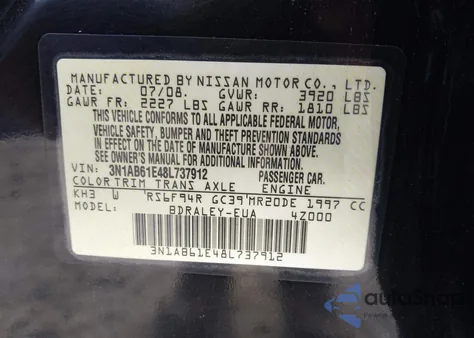 MANUFACTURED BY NISSAN MOTOR CO., LTD.
DATE: 07/08. GVWR: 3920 LBS
GAWR FR: 2227 LBS GAWR RR: 1810 LBS
THIS VEHICLE CONFORMS TO ALL APPLICABLE FEDERAL MOTOR
VEHICLE SAFETY, BUMPER AND THEFT PREVENTION STANDARDS
IN EFFECT ON THE DATE OF MANUFACTURE SHOWN ABOVE.
SEE OWNER'S MANUAL FOR ADDITIONAL LOADING INFORMATION.
VIN: 3N1AB61E48L737912 PASSENGER CAR.
COLOR TRIM TRANS AXLE ENGINE
KH3 W RS6F94R GC39 MR20DE 1997 CC
MODEL: BDRALEY-EUA 4Z000
3N1AB61E48L737912